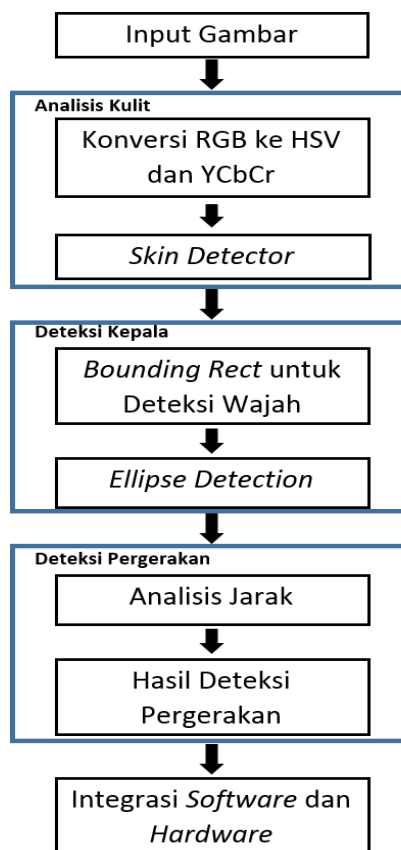 Input Gambar
Analisis Kulit
Konversi RGB ke HSV
dan YCbCr
Skin Detector
Deteksi Kepala
Bounding Rect untuk
Deteksi Wajah
Ellipse Detection
Deteksi Pergerakan
Analisis Jarak
Hasil Deteksi
Pergerakan
Integrasi Software dan
Hardware